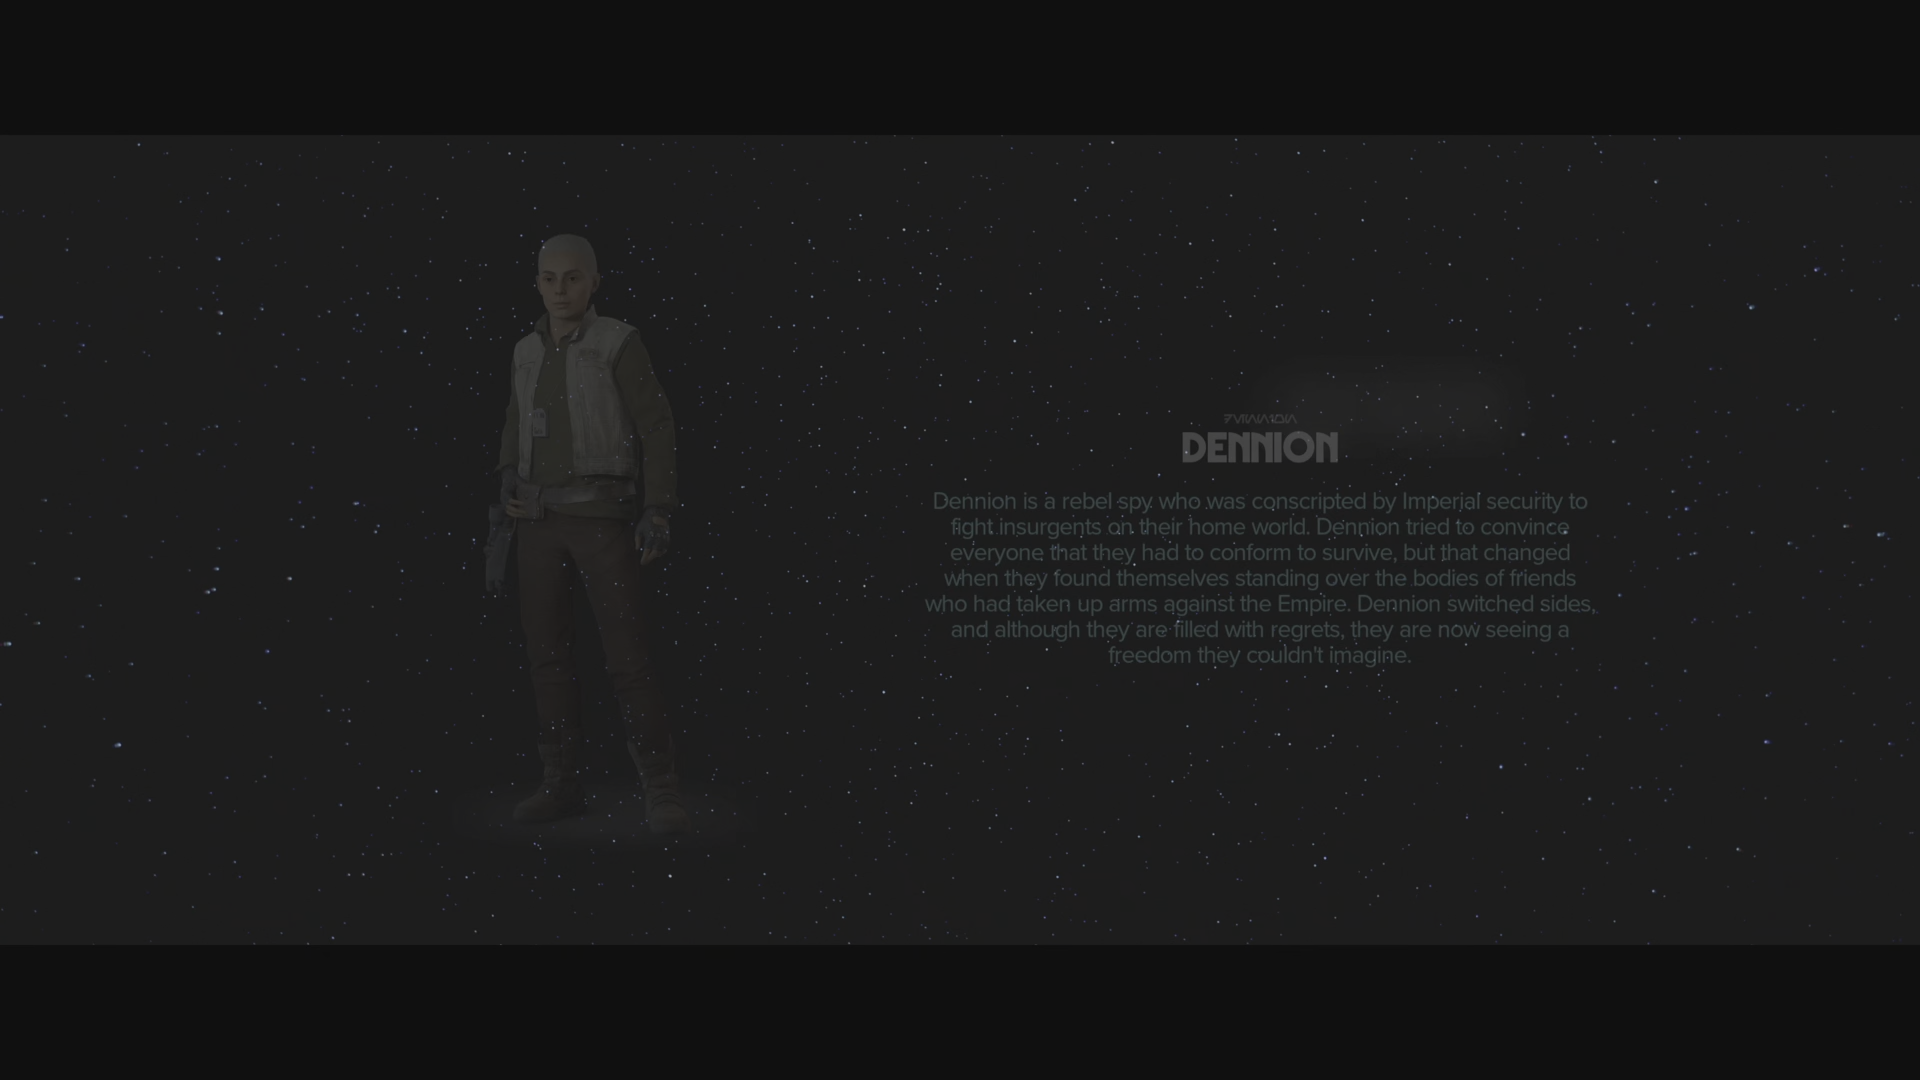 DENNION
Dennion is a rebel spy who was conscripted by Imperial security to
fight insurgents on their home world. Dennion tried to convince
everyone that they had to conform to survive, but that changed
when they found themselves standing over the bodies of friends
who had taken up arms against the Empire. Dennion switched sides,
and although they are filled with regrets, they are now seeing a
freedom they couldn't imagine.